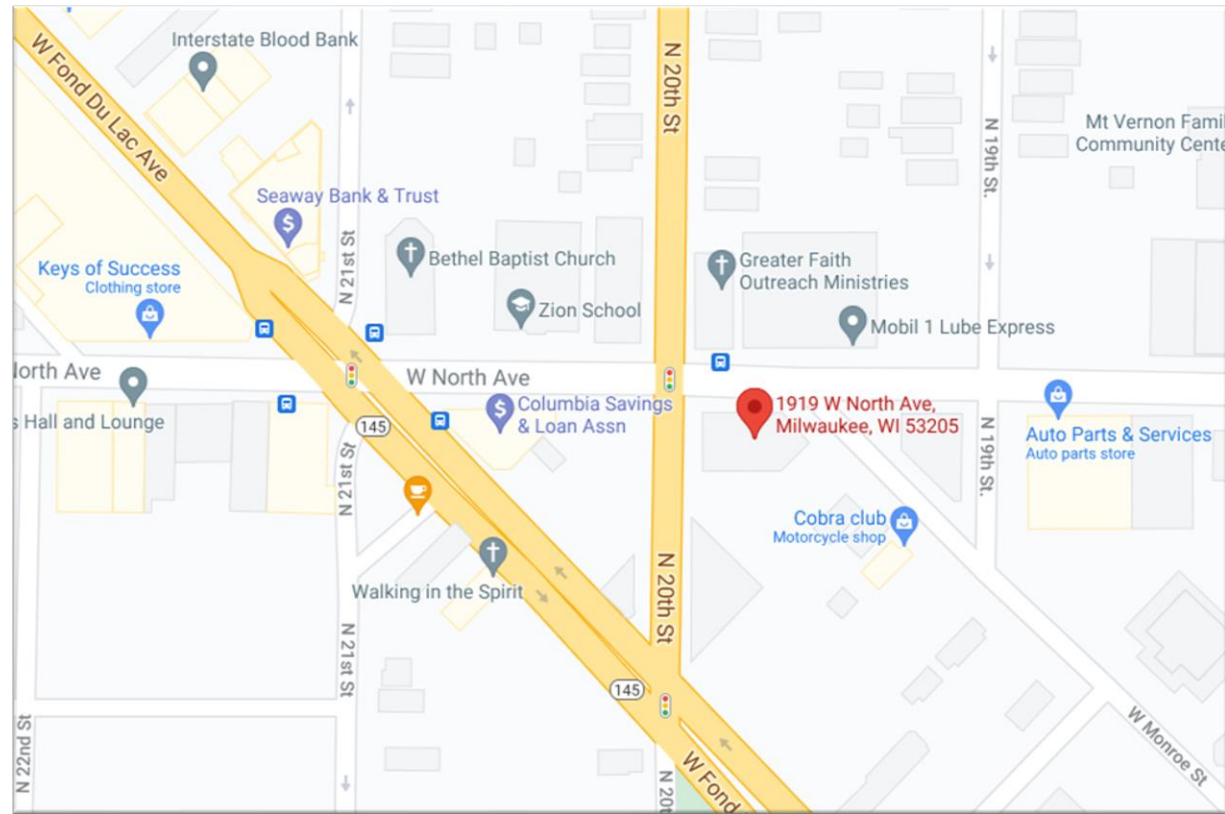 Interstate Blood Bank
W Fond Du Lac Ave
N 20th St
N 19th St.
Mt Vernon Fami
Community Cente
Seaway Bank & Trust
N 21st St
Bethel Baptist Church
Greater Faith
Outreach Ministries
Keys of Success
Clothing store
Zion School
Mobil 1 Lube Express
North Ave
W North Ave
s Hall and Lounge
Columbia Savings
& Loan Assn
1919 W North Ave,
Milwaukee, WI 53205
Auto Parts & Services
Auto parts store
145
N 21st St
N 19th St.
Cobra club
Motorcycle shop
Walking in the Spirit
N 20th St
N 21st St
145
N 22nd St
W Fond
N 20t
W Monroe St